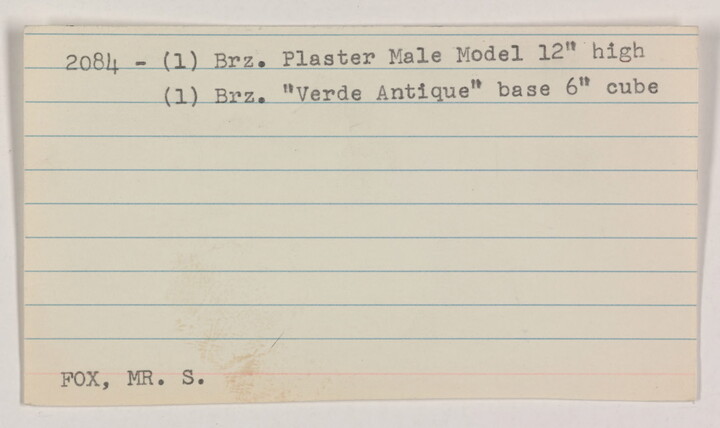 2084 - (1) Brz. Plaster Male Model 12" high
(1) Brz. "Verde Antique" base 6" cube
FOX, MR. S.